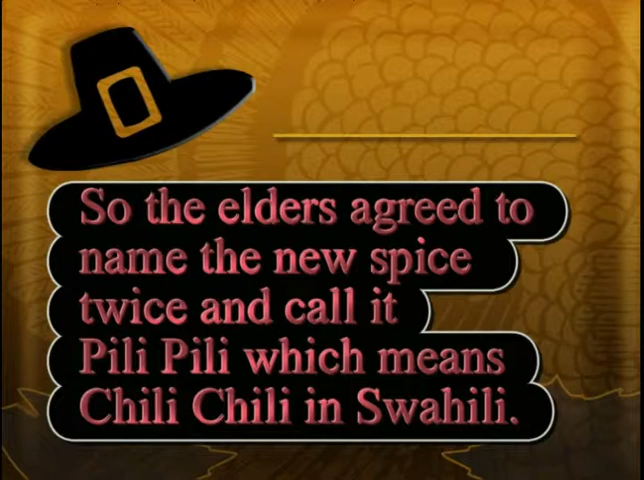 So the elders agreed to
name the new spice
twice and call it
Pili Pili which means
Chili Chili in Swahili.